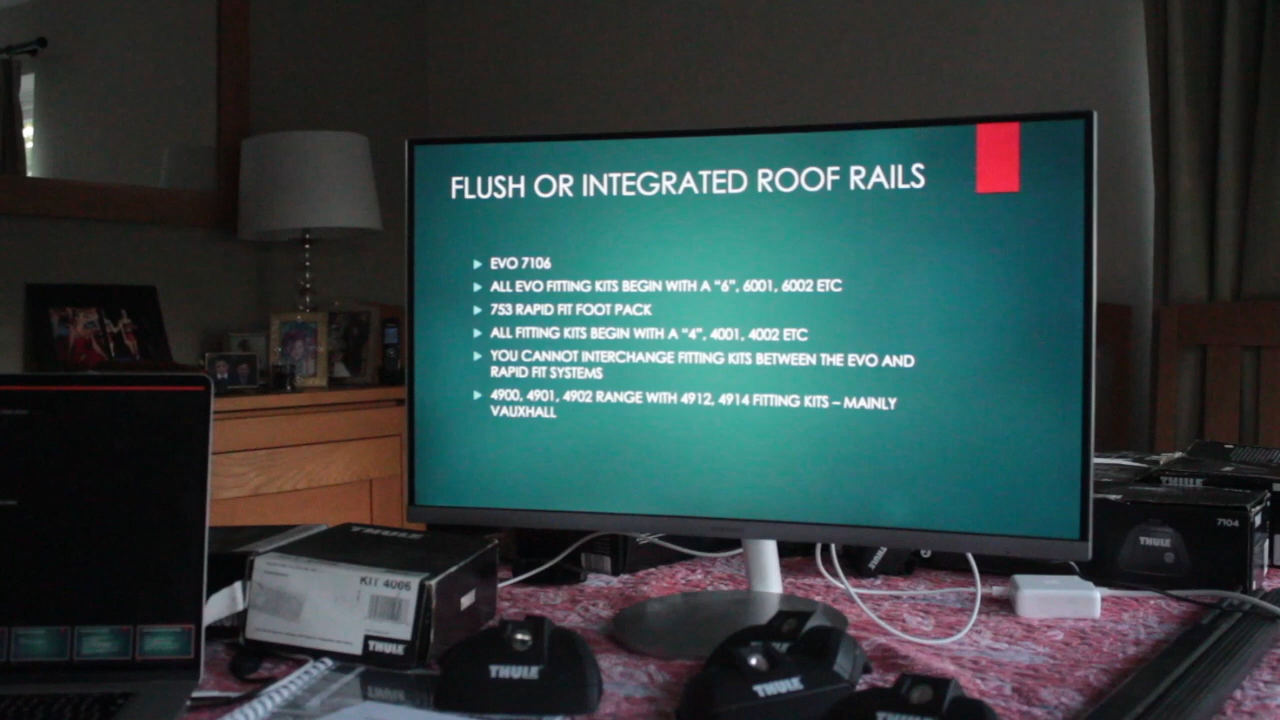 FLUSH OR INTEGRATED ROOF RAILS
EVO 7106
ALL EVO FITTING KITS BEGIN WITH A "6", 6001, 6002 ETC
753 RAPID FIT FOOT PACK
ALL FITTING KITS BEGIN WITH A "4", 4001, 4002 ETC
YOU CANNOT INTERCHANGE FITTING KITS BETWEEN THE EVO AND
RAPID FIT SYSTEMS
4900, 4901, 4902 RANGE WITH 4912, 4914 FITTING KITS – MAINLY
VAUXHALL
THULE
7104
THULE
THULE
THULE
KIT 4006
THULE
THULE
THULE
THULE